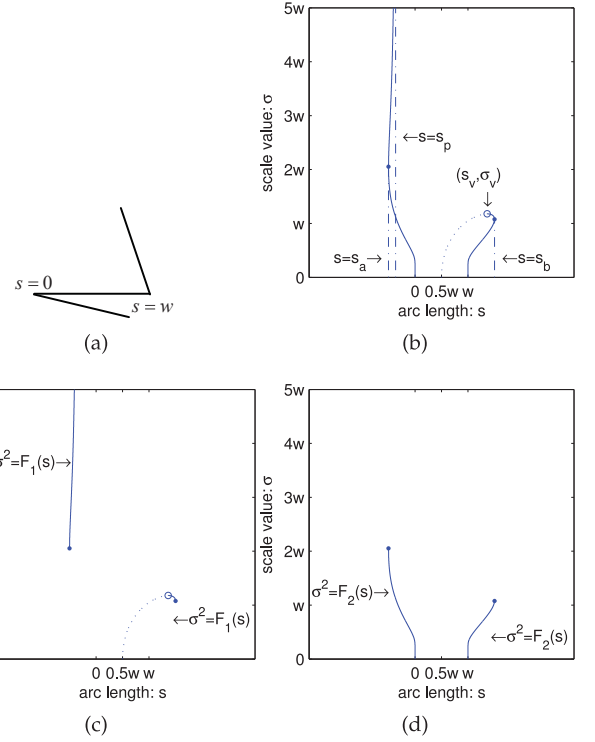 s = 0
s = w
(a)
5w
4w
3w
2w
w
0
scale value: σ
←s=s_p
(s_v,σ_v)
↓
s=s_a→
←s=s_b
0 0.5w w
arc length: s
(b)
σ²=F₁(s)→
←σ²=F₁(s)
0 0.5w w
arc length: s
(c)
5w
4w
3w
2w
w
0
scale value: σ
σ²=F₂(s)→
←σ²=F₂(s)
0 0.5w w
arc length: s
(d)